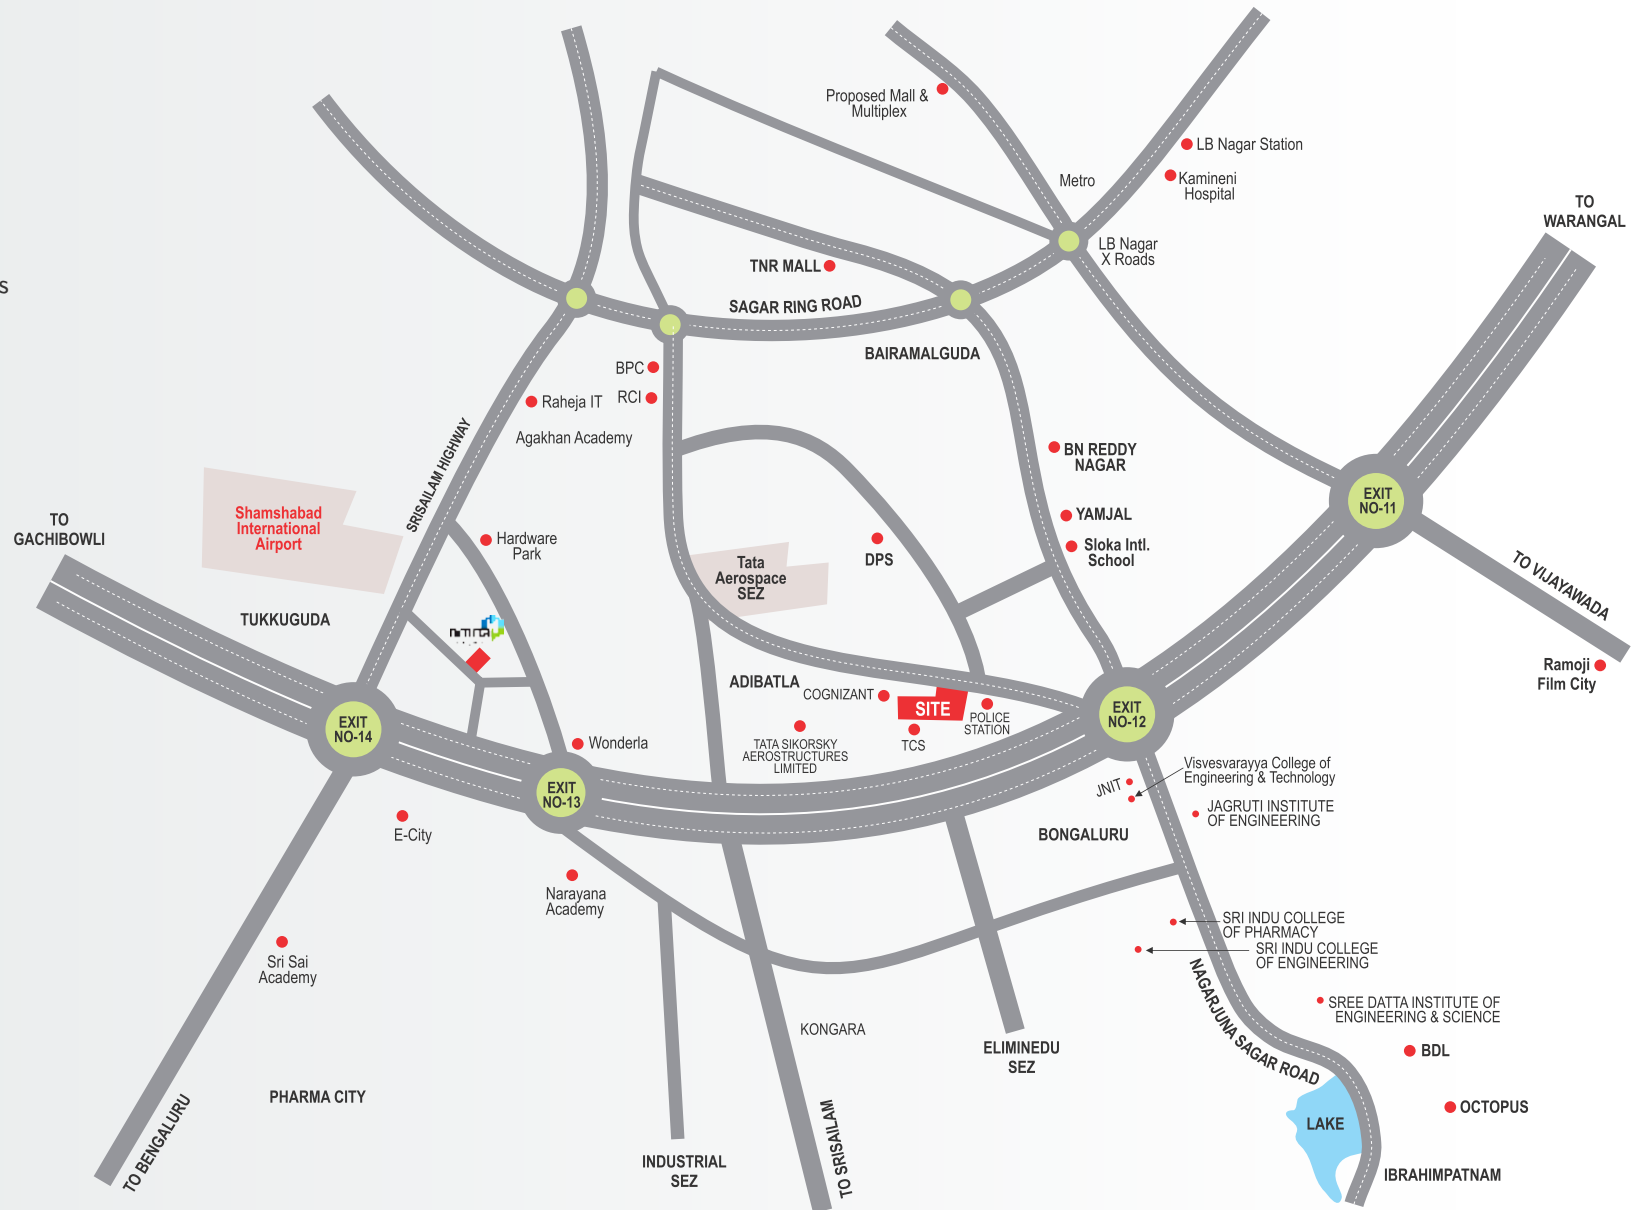 Proposed Mall &
Multiplex
LB Nagar Station
Metro
Kamineni
Hospital
TO
WARANGAL
LB Nagar
X Roads
TNR MALL
S
SAGAR RING ROAD
BAIRAMALGUDA
BPC
RCI
Raheja IT
Agakhan Academy
SRISAILAM HIGHWAY
BN REDDY
NAGAR
EXIT
NO-11
YAMJAL
Shamshabad
International
Airport
TO
GACHIBOWLI
Hardware
Park
Sloka Intl.
School
DPS
Tata
Aerospace
SEZ
TO VIJAYAWADA
TUKKUGUDA
Ramoji
Film City
ADIBATLA
COGNIZANT
SITE
POLICE
STATION
EXIT
NO-12
EXIT
NO-14
TCS
Wonderla
TATA SIKORSKY
AEROSTRUCTURES
LIMITED
Visvesvarayya College of
Engineering & Technology
JNIT
EXIT
NO-13
JAGRUTI INSTITUTE
OF ENGINEERING
E-City
BONGALURU
Narayana
Academy
SRI INDU COLLEGE
OF PHARMACY
SRI INDU COLLEGE
OF ENGINEERING
Sri Sai
Academy
NAGARJUNA SAGAR ROAD
SREE DATTA INSTITUTE OF
ENGINEERING & SCIENCE
KONGARA
ELIMINEDU
SEZ
BDL
PHARMA CITY
OCTOPUS
LAKE
TO BENGALURU
TO SRISAILAM
INDUSTRIAL
SEZ
IBRAHIMPATNAM